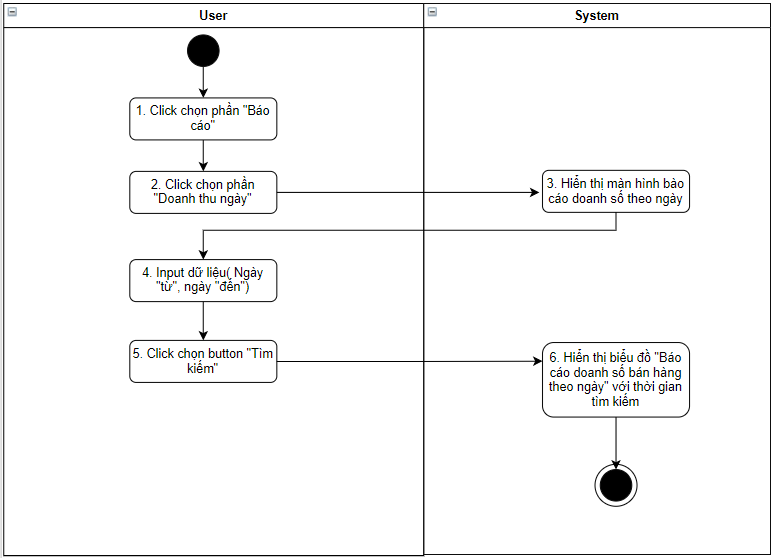 User
System
1. Click chọn phần "Báo
cáo"
2. Click chọn phần
"Doanh thu ngày"
3. Hiển thị màn hình bào
cáo doanh số theo ngày
4. Input dữ liệu( Ngày
"từ", ngày "đến")
5. Click chọn button "Tìm
kiếm"
6. Hiển thị biểu đồ "Báo
cáo doanh số bán hàng
theo ngày" với thời gian
tìm kiếm